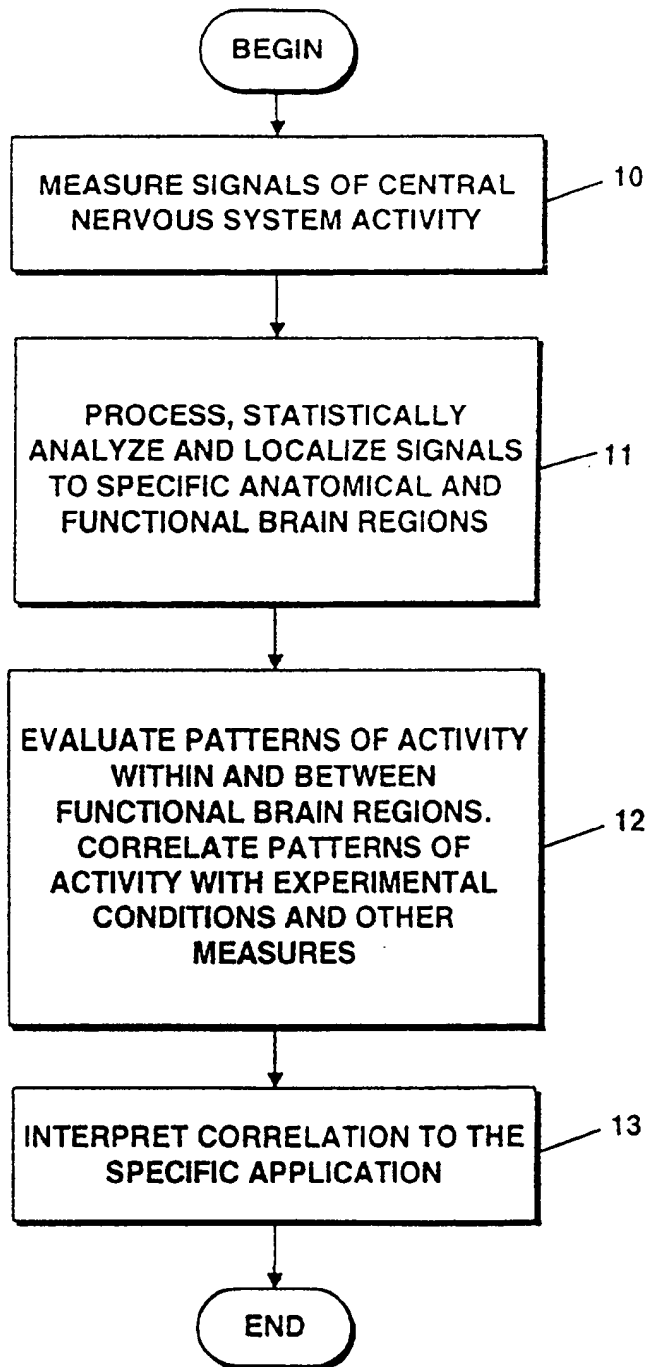 BEGIN
MEASURE SIGNALS OF CENTRAL
NERVOUS SYSTEM ACTIVITY
10
PROCESS, STATISTICALLY
ANALYZE AND LOCALIZE SIGNALS
TO SPECIFIC ANATOMICAL AND
FUNCTIONAL BRAIN REGIONS
11
EVALUATE PATTERNS OF ACTIVITY
WITHIN AND BETWEEN
FUNCTIONAL BRAIN REGIONS.
CORRELATE PATTERNS OF
ACTIVITY WITH EXPERIMENTAL
CONDITIONS AND OTHER
MEASURES
12
INTERPRET CORRELATION TO THE
SPECIFIC APPLICATION
13
END